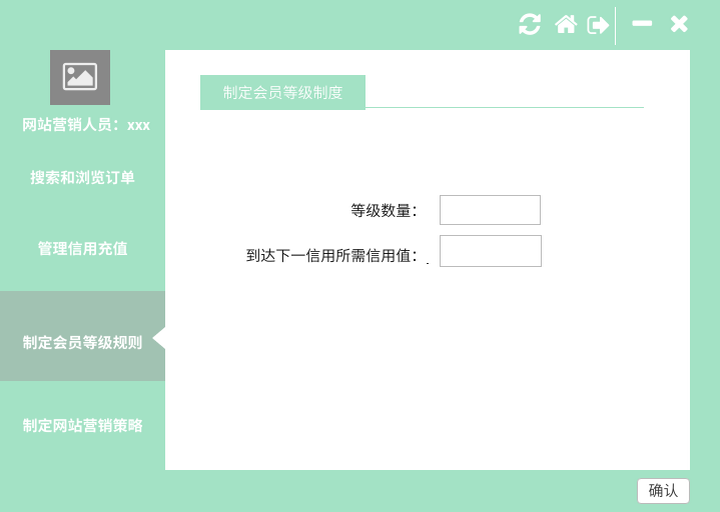 网站营销人员：xxx
搜索和浏览订单
管理信用充值
制定会员等级规则
制定网站营销策略
制定会员等级制度
等级数量：
到达下一信用所需信用值：.
确认